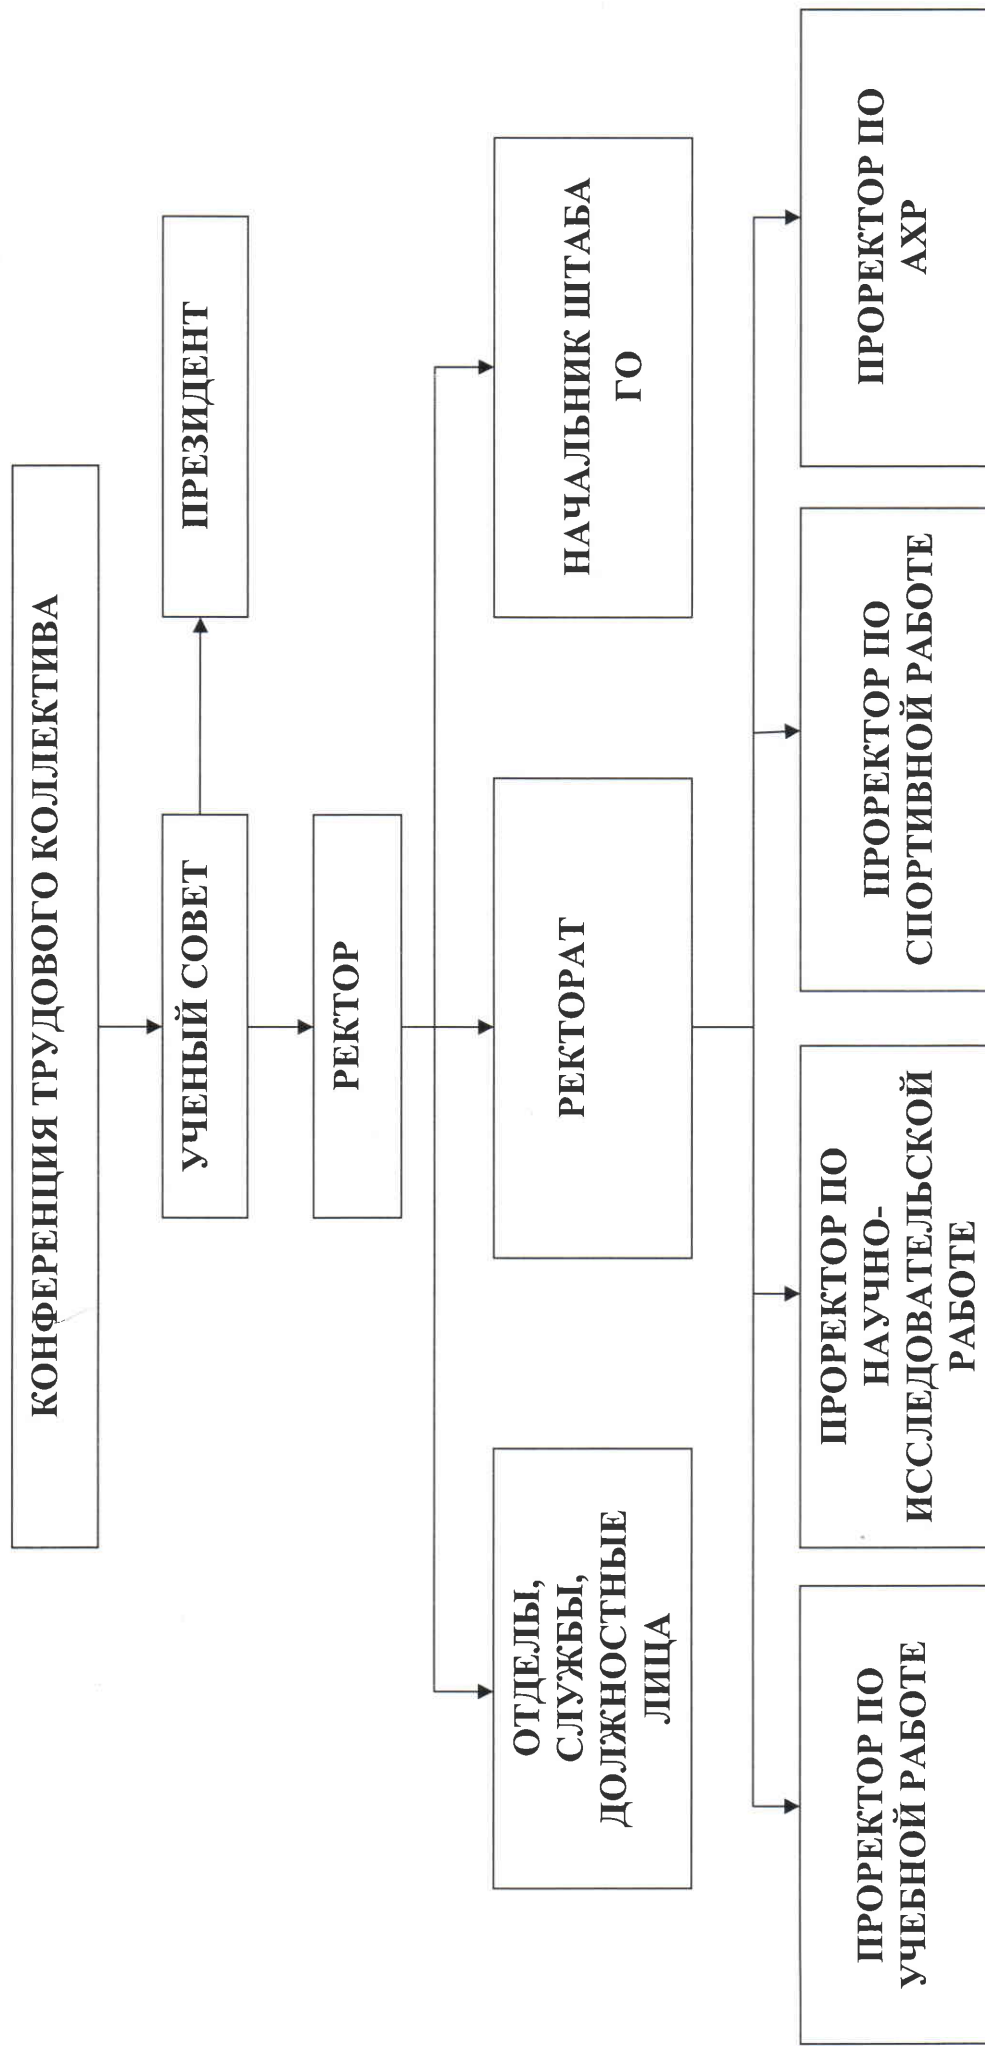 КОНФЕРЕНЦИЯ ТРУДОВОГО КОЛЛЕКТИВА
УЧЕНЫЙ СОВЕТ
ПРЕЗИДЕНТ
РЕКТОР
ОТДЕЛЫ,
СЛУЖБЫ,
ДОЛЖНОСТНЫЕ
ЛИЦА
РЕКТОРАТ
НАЧАЛЬНИК ШТАБА
ГО
ПРОРЕКТОР ПО
УЧЕБНОЙ РАБОТЕ
ПРОРЕКТОР ПО
НАУЧНО-
ИССЛЕДОВАТЕЛЬСКОЙ
РАБОТЕ
ПРОРЕКТОР ПО
СПОРТИВНОЙ РАБОТЕ
ПРОРЕКТОР ПО
АХР